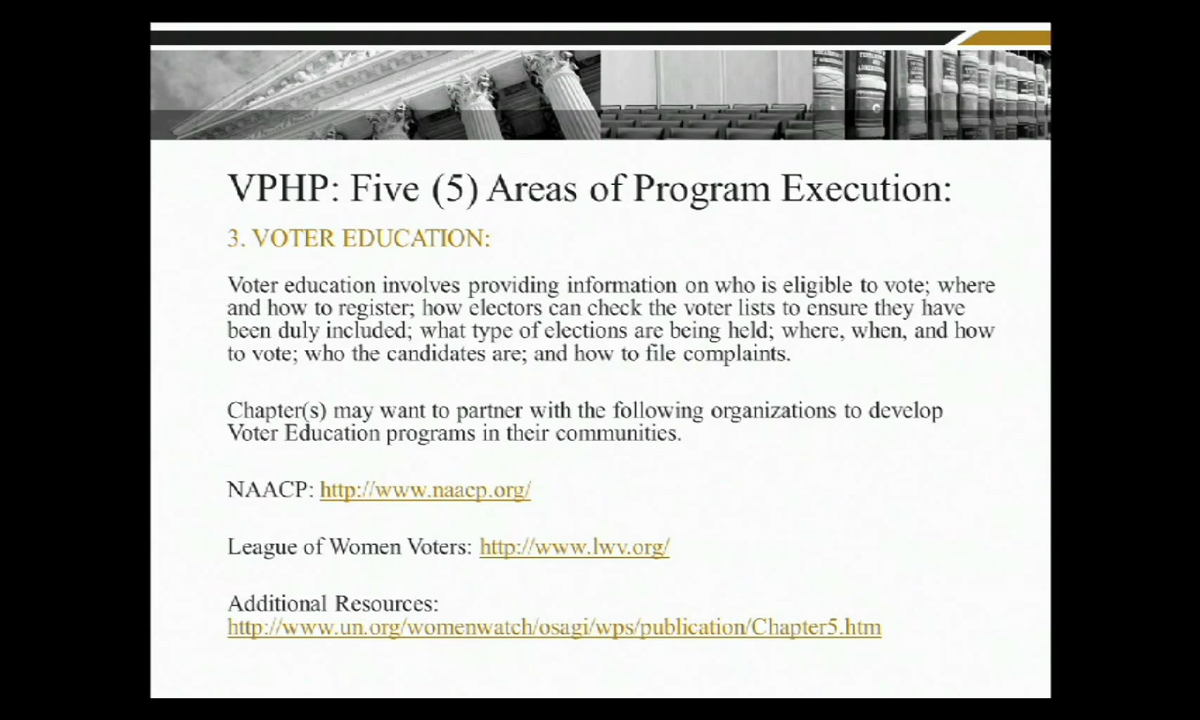 VPHP: Five (5) Areas of Program Execution:
3. VOTER EDUCATION:
Voter education involves providing information on who is eligible to vote; where
and how to register; how electors can check the voter lists to ensure they have
been duly included; what type of elections are being held; where, when, and how
to vote; who the candidates are; and how to file complaints.
Chapter(s) may want to partner with the following organizations to develop
Voter Education programs in their communities.
NAACP: http://www.naacp.org/
League of Women Voters: http://www.lwv.org/
Additional Resources:
http://www.un.org/womenwatch/osagi/wps/publication/Chapter5.htm